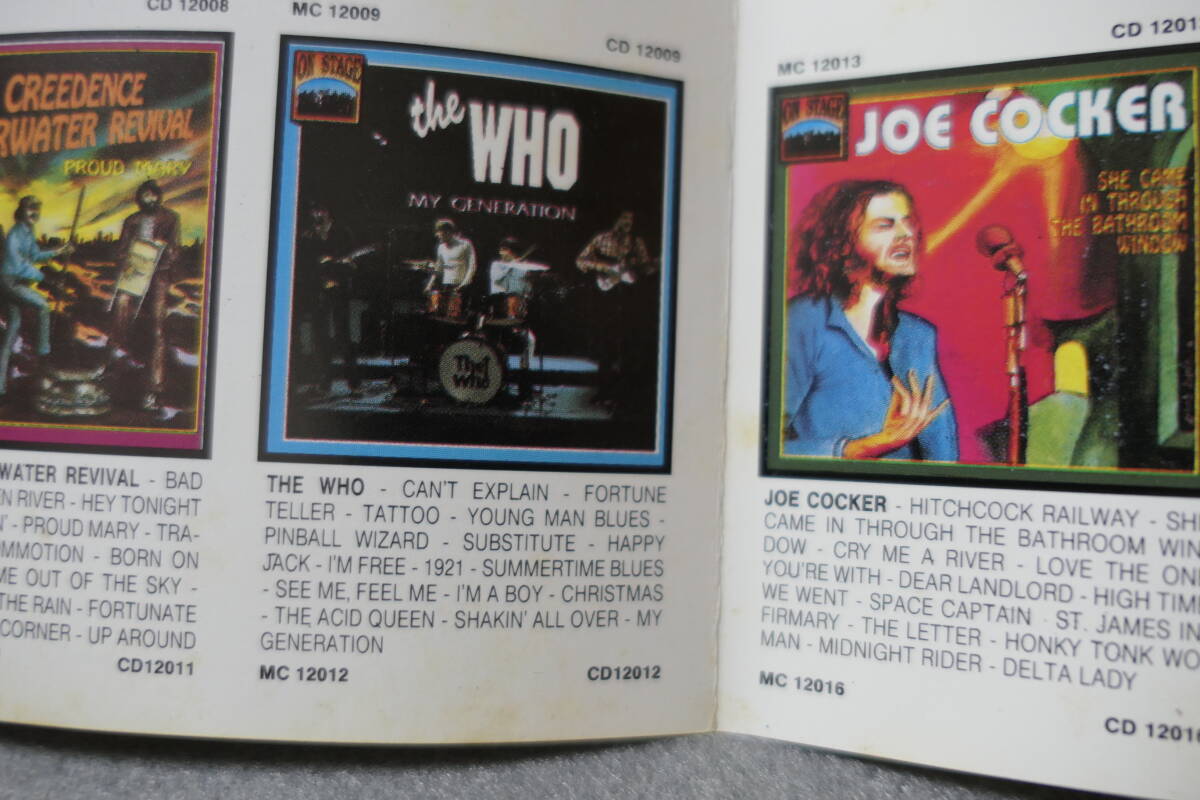 CD 12008
MC 12009
CREEDENCE
RWATER REVIVAL
PROUD MARY
WATER REVIVAL - BAD
EN RIVER - HEY TONIGHT
N' - PROUD MARY - TRA-
OMMOTION - BORN ON
ME OUT OF THE SKY -
THE RAIN - FORTUNATE
CORNER - UP AROUND
CD12011
CD 12009
ON STAGE
the WHO
MY GENERATION
The Who
THE WHO - CAN'T EXPLAIN - FORTUNE
TELLER - TATTOO - YOUNG MAN BLUES -
PINBALL WIZARD - SUBSTITUTE - HAPPY
JACK - I'M FREE - 1921 - SUMMERTIME BLUES
- SEE ME, FEEL ME - I'M A BOY - CHRISTMAS
- THE ACID QUEEN - SHAKIN' ALL OVER - MY
GENERATION
MC 12012
CD12012
MC 12013
CD 12013
ON STAGE
JOE COCKER
SHE CAME
IN THROUGH
THE BATHROOM
WINDOW
JOE COCKER - HITCHCOCK RAILWAY - SHE
CAME IN THROUGH THE BATHROOM WIN
DOW - CRY ME A RIVER - LOVE THE ONE
YOU'RE WITH - DEAR LANDLORD - HIGH TIME
WE WENT - SPACE CAPTAIN - ST. JAMES IN
FIRMARY - THE LETTER - HONKY TONK WO
MAN - MIDNIGHT RIDER - DELTA LADY
MC 12016
CD 12016